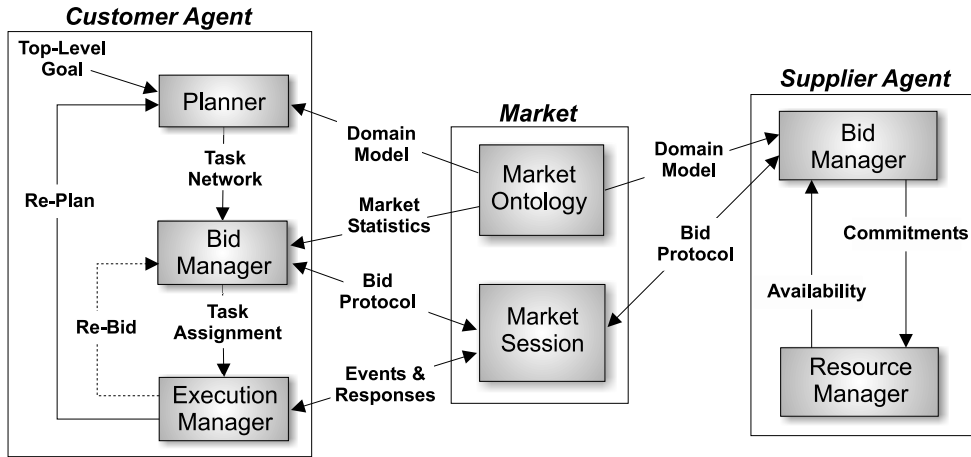 Customer Agent
Top-Level
Goal
Planner
Task
Network
Re-Plan
Bid
Manager
Re-Bid
Task
Assignment
Execution
Manager
Domain
Model
Market
Statistics
Bid
Protocol
Events &
Responses
Market
Market
Ontology
Market
Session
Domain
Model
Bid
Protocol
Supplier Agent
Bid
Manager
Commitments
Availability
Resource
Manager